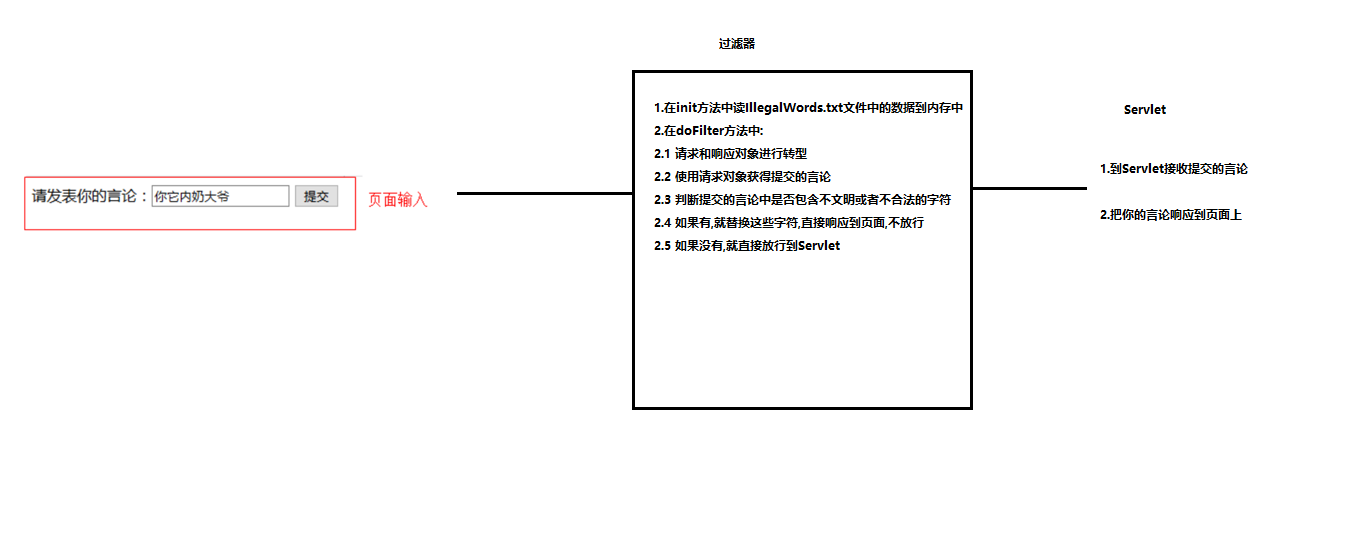 过滤器
1.在init方法中读IllegalWords.txt文件中的数据到内存中
2.在doFilter方法中:
2.1 请求和响应对象进行转型
2.2 使用请求对象获得提交的言论
2.3 判断提交的言论中是否包含不文明或者不合法的字符
2.4 如果有,就替换这些字符,直接响应到页面,不放行
2.5 如果没有,就直接放行到Servlet
请发表你的言论：你它内奶大爷 提交
页面输入
Servlet
1.到Servlet接收提交的言论
2.把你的言论响应到页面上